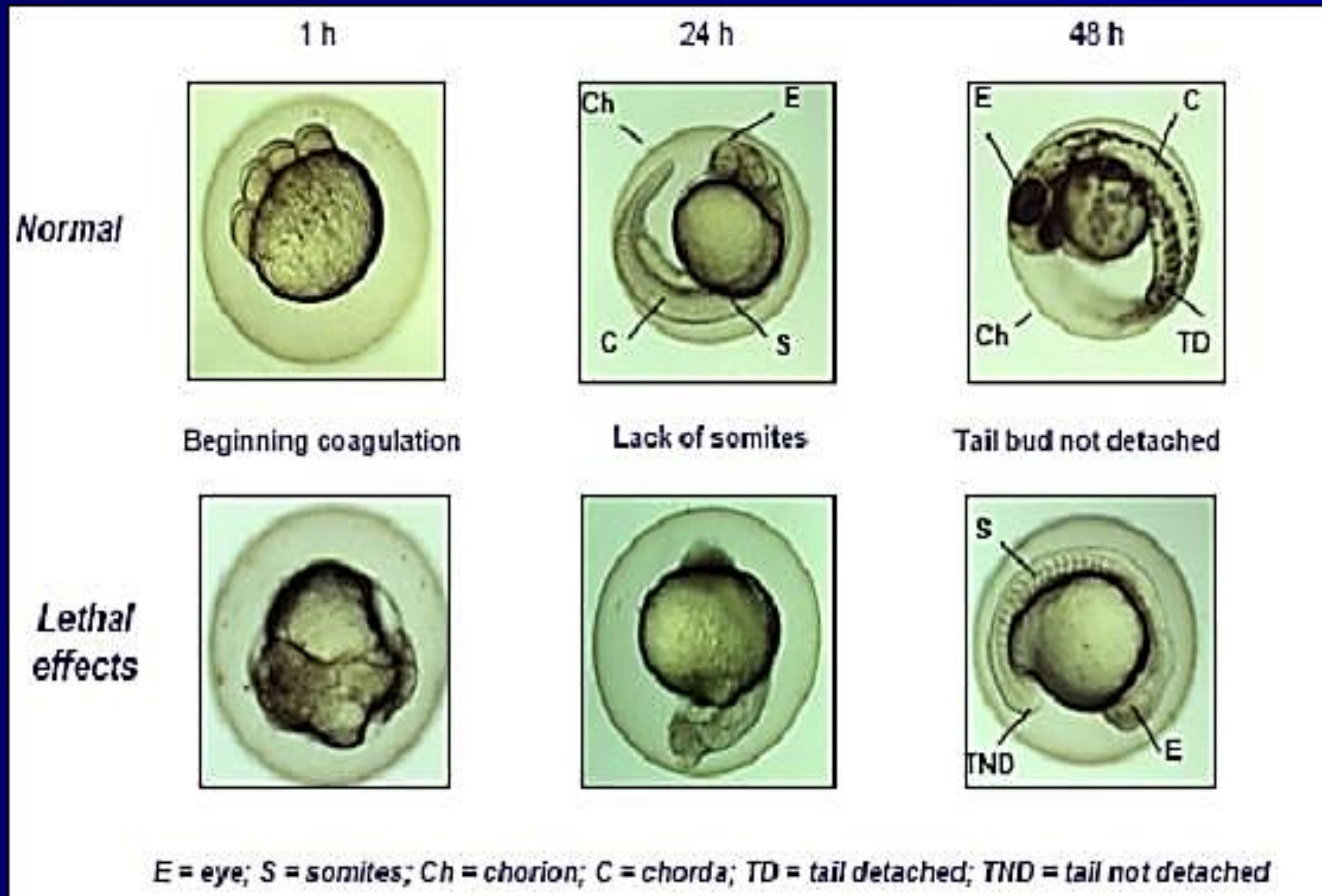 1 h 24 h 48 h
Ch E E C
Normal
C S Ch TD
Beginning coagulation Lack of somites Tail bud not detached
S
Lethal
effects
TND E
E = eye; S = somites; Ch = chorion; C = chorda; TD = tail detached; TND = tail not detached